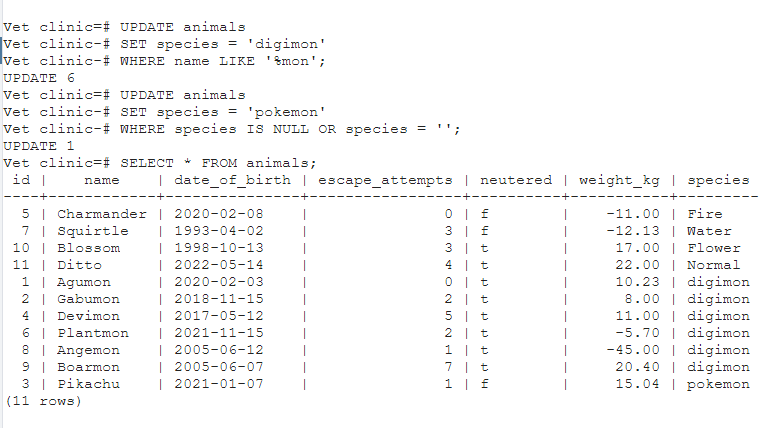 Vet clinic=# UPDATE animals
Vet clinic-# SET species = 'digimon'
Vet clinic-# WHERE name LIKE '%mon';
UPDATE 6
Vet clinic=# UPDATE animals
Vet clinic-# SET species = 'pokemon'
Vet clinic-# WHERE species IS NULL OR species = '';
UPDATE 1
Vet clinic=# SELECT * FROM animals;
 id |    name    | date_of_birth | escape_attempts | neutered | weight_kg | species
----+------------+---------------+-----------------+----------+-----------+---------
  5 | Charmander | 2020-02-08    |               0 | f        |    -11.00 | Fire
  7 | Squirtle   | 1993-04-02    |               3 | f        |    -12.13 | Water
 10 | Blossom    | 1998-10-13    |               3 | t        |     17.00 | Flower
 11 | Ditto      | 2022-05-14    |               4 | t        |     22.00 | Normal
  1 | Agumon     | 2020-02-03    |               0 | t        |     10.23 | digimon
  2 | Gabumon    | 2018-11-15    |               2 | t        |      8.00 | digimon
  4 | Devimon    | 2017-05-12    |               5 | t        |     11.00 | digimon
  6 | Plantmon   | 2021-11-15    |               2 | t        |     -5.70 | digimon
  8 | Angemon    | 2005-06-12    |               1 | t        |    -45.00 | digimon
  9 | Boarmon    | 2005-06-07    |               7 | t        |     20.40 | digimon
  3 | Pikachu    | 2021-01-07    |               1 | f        |     15.04 | pokemon
(11 rows)